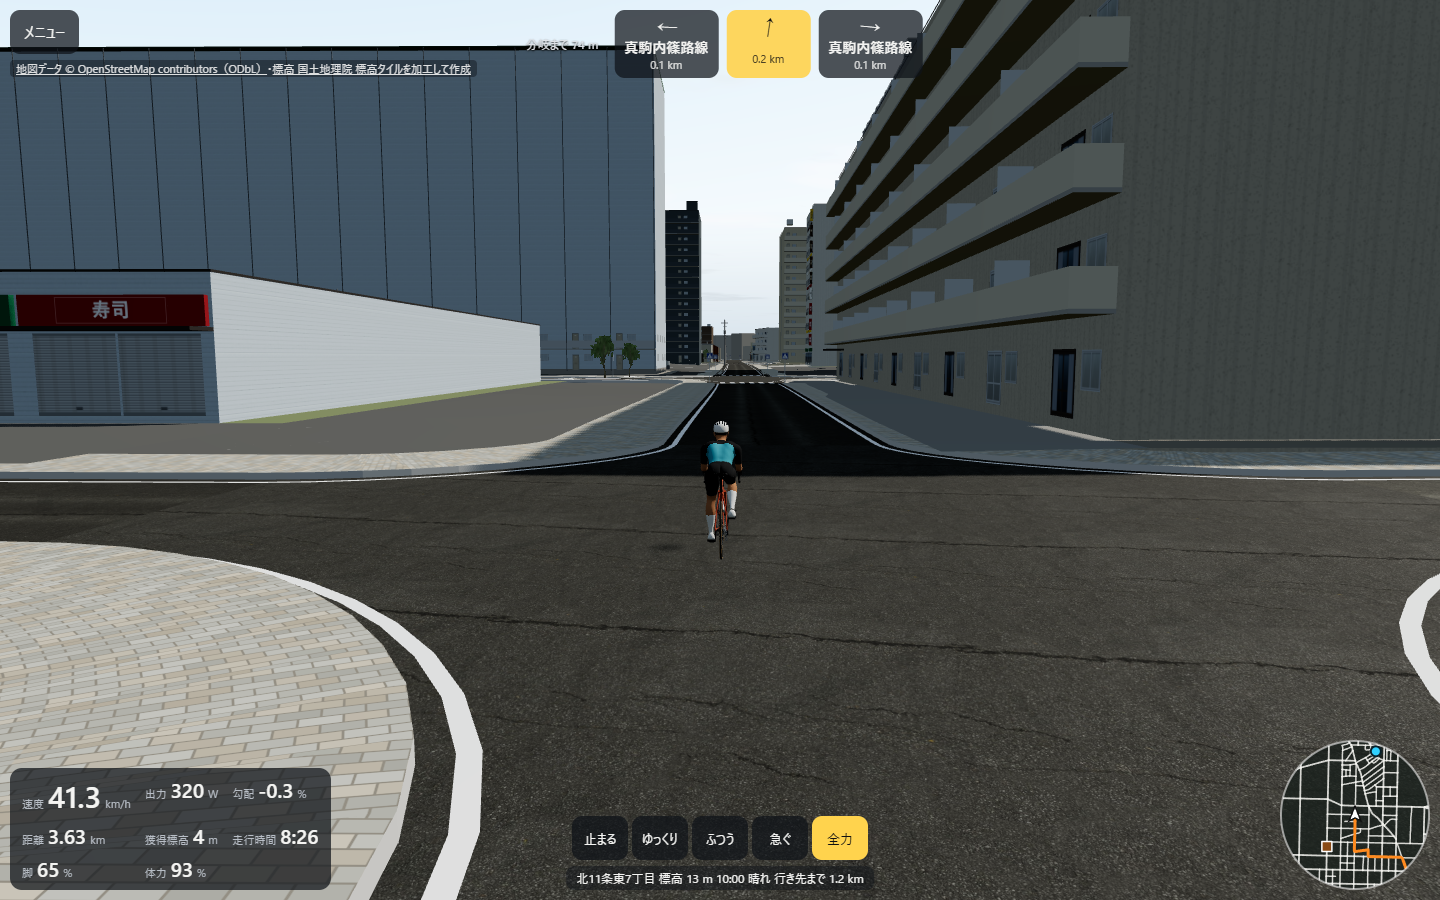 メニュー
地図データ © OpenStreetMap contributors（ODbL）・標高 国土地理院 標高タイルを加工して作成
分岐まで 74 m
← 真駒内篠路線 0.1 km
↑ 0.2 km
→ 真駒内篠路線 0.1 km
寿司
速度 41.3 km/h 出力 320 W 勾配 -0.3 %
距離 3.63 km 獲得標高 4 m 走行時間 8:26
脚 65 % 体力 93 %
止まる ゆっくり ふつう 急ぐ 全力
北11条東7丁目 標高 13 m 10:00 晴れ 行き先まで 1.2 km